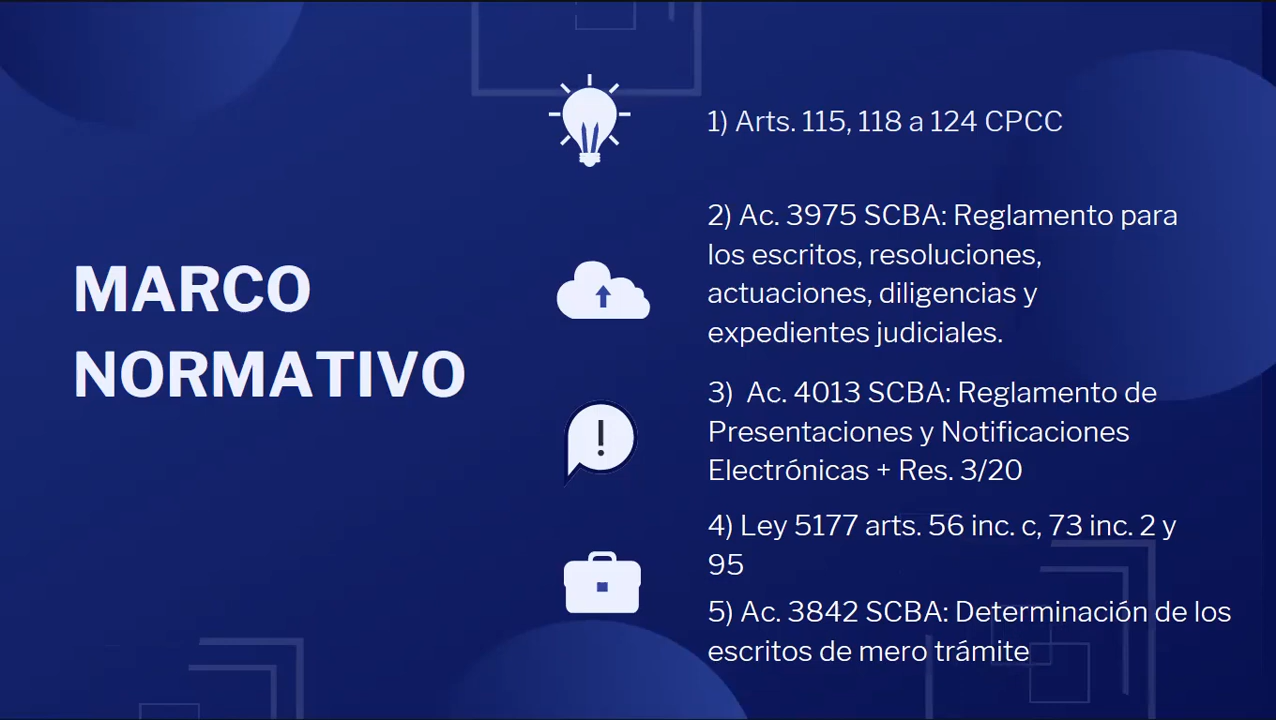 MARCO
NORMATIVO
1) Arts. 115, 118 a 124 CPCC
2) Ac. 3975 SCBA: Reglamento para
los escritos, resoluciones,
actuaciones, diligencias y
expedientes judiciales.
3)  Ac. 4013 SCBA: Reglamento de
Presentaciones y Notificaciones
Electrónicas + Res. 3/20
4) Ley 5177 arts. 56 inc. c, 73 inc. 2 y
95
5) Ac. 3842 SCBA: Determinación de los
escritos de mero trámite